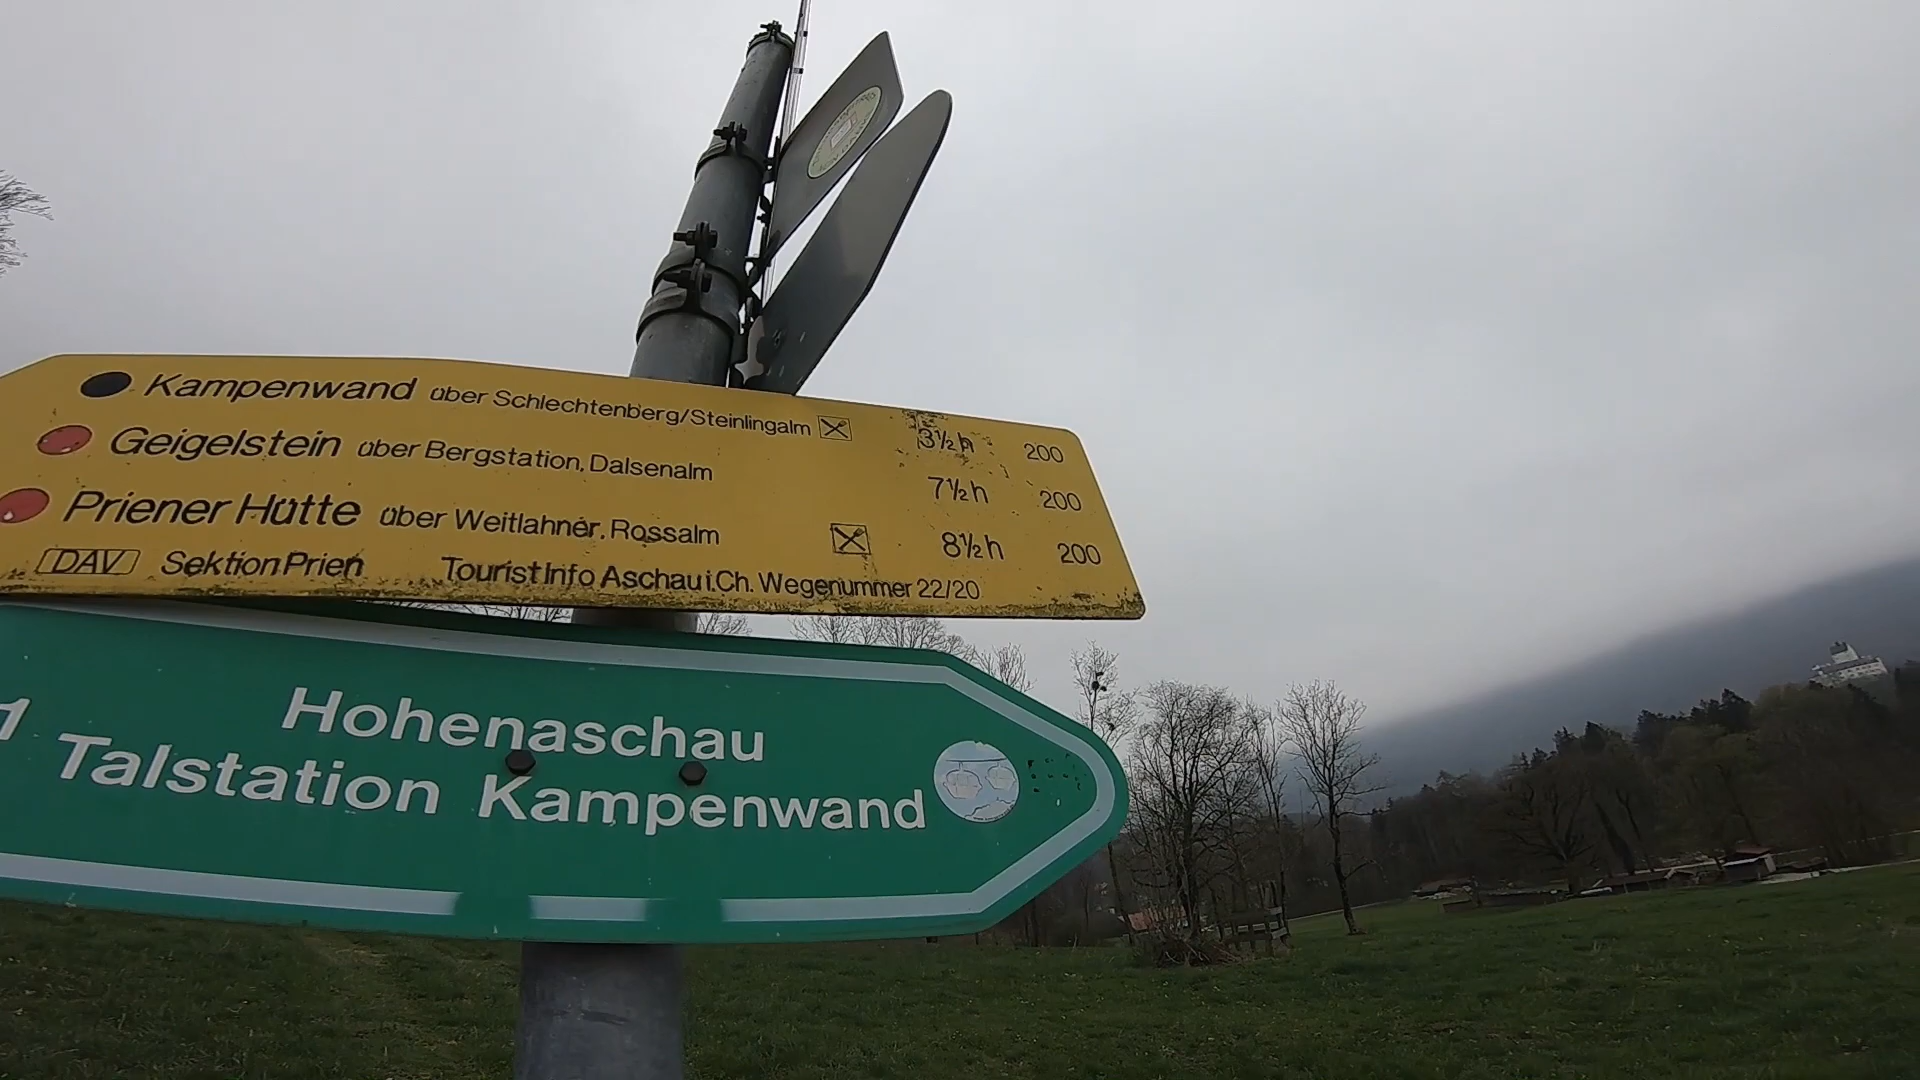 Kampenwand über Schlechtenberg/Steinlingalm 3½h 200
Geigelstein über Bergstation, Dalsenalm 7½h 200
Priener Hütte über Weitlahner, Rossalm 8½h 200
DAV Sektion Prien Tourist Info Aschau i.Ch. Wegenummer 22/20
Hohenaschau
1 Talstation Kampenwand